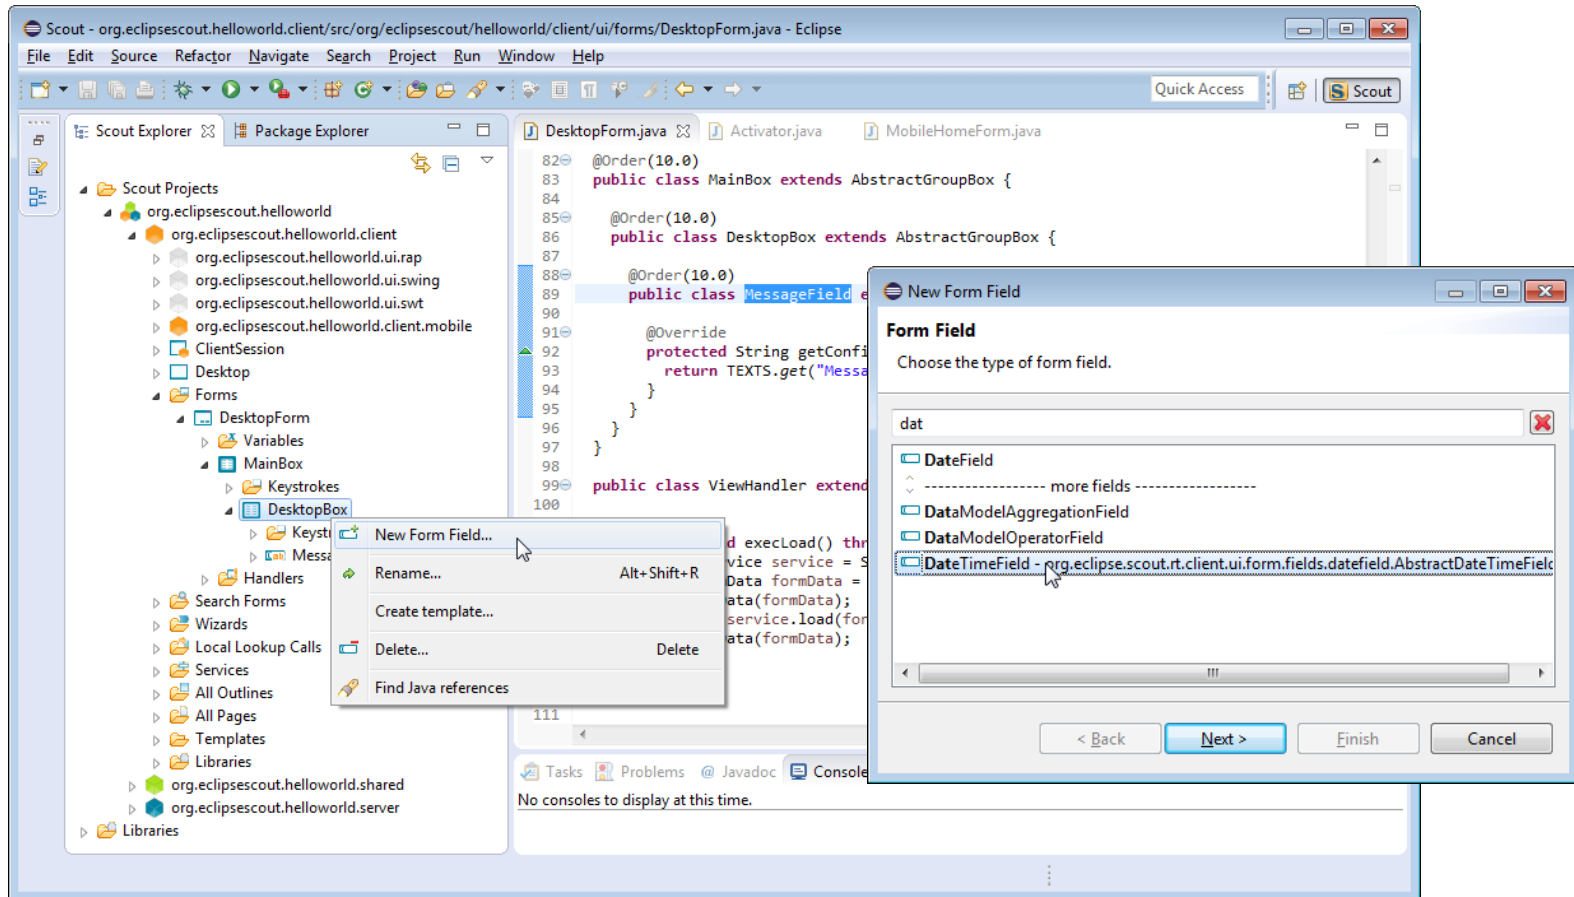 Scout - org.eclipsescout.helloworld.client/src/org/eclipsescout/helloworld/client/ui/forms/DesktopForm.java - Eclipse
File Edit Source Refactor Navigate Search Project Run Window Help
Quick Access
Scout
Scout Explorer
Package Explorer
Scout Projects
org.eclipsescout.helloworld
org.eclipsescout.helloworld.client
org.eclipsescout.helloworld.ui.rap
org.eclipsescout.helloworld.ui.swing
org.eclipsescout.helloworld.ui.swt
org.eclipsescout.helloworld.client.mobile
ClientSession
Desktop
Forms
DesktopForm
Variables
MainBox
Keystrokes
DesktopBox
Keystr
Messa
Handlers
Search Forms
Wizards
Local Lookup Calls
Services
All Outlines
All Pages
Templates
Libraries
org.eclipsescout.helloworld.shared
org.eclipsescout.helloworld.server
Libraries
New Form Field...
Rename... Alt+Shift+R
Create template...
Delete... Delete
Find Java references
DesktopForm.java Activator.java MobileHomeForm.java
82 @Order(10.0)
83 public class MainBox extends AbstractGroupBox {
84
85 @Order(10.0)
86 public class DesktopBox extends AbstractGroupBox {
87
88 @Order(10.0)
89 public class MessageField e
90
91 @Override
92 protected String getConfi
93 return TEXTS.get("Messa
94 }
95 }
96 }
97 }
98
99 public class ViewHandler extend
100
d execLoad() thr
vice service = S
Data formData =
ata(formData);
service.load(for
ata(formData);
111
Tasks Problems Javadoc Console
No consoles to display at this time.
New Form Field
Form Field
Choose the type of form field.
dat
DateField
------------------ more fields ------------------
DataModelAggregationField
DataModelOperatorField
DateTimeField - org.eclipse.scout.rt.client.ui.form.fields.datefield.AbstractDateTimeField
< Back Next > Finish Cancel